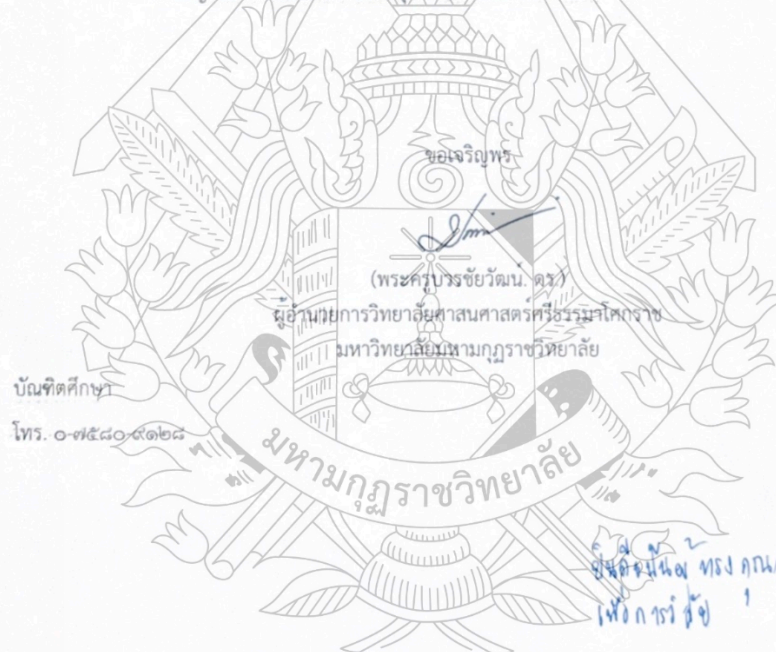 ขอเจริญพร
(พระครูบวรชัยวัฒน์, ดร.)
ผู้อำนวยการวิทยาลัยศาสนศาสตร์ศรีธรรมาโศกราช
มหาวิทยาลัยมหามกุฏราชวิทยาลัย
บัณฑิตศึกษา
โทร. ๐-๗๕๘๐-๙๑๒๘
มหามกุฏราชวิทยาลัย
ทรงคุณ
เพื่อการวิจัย